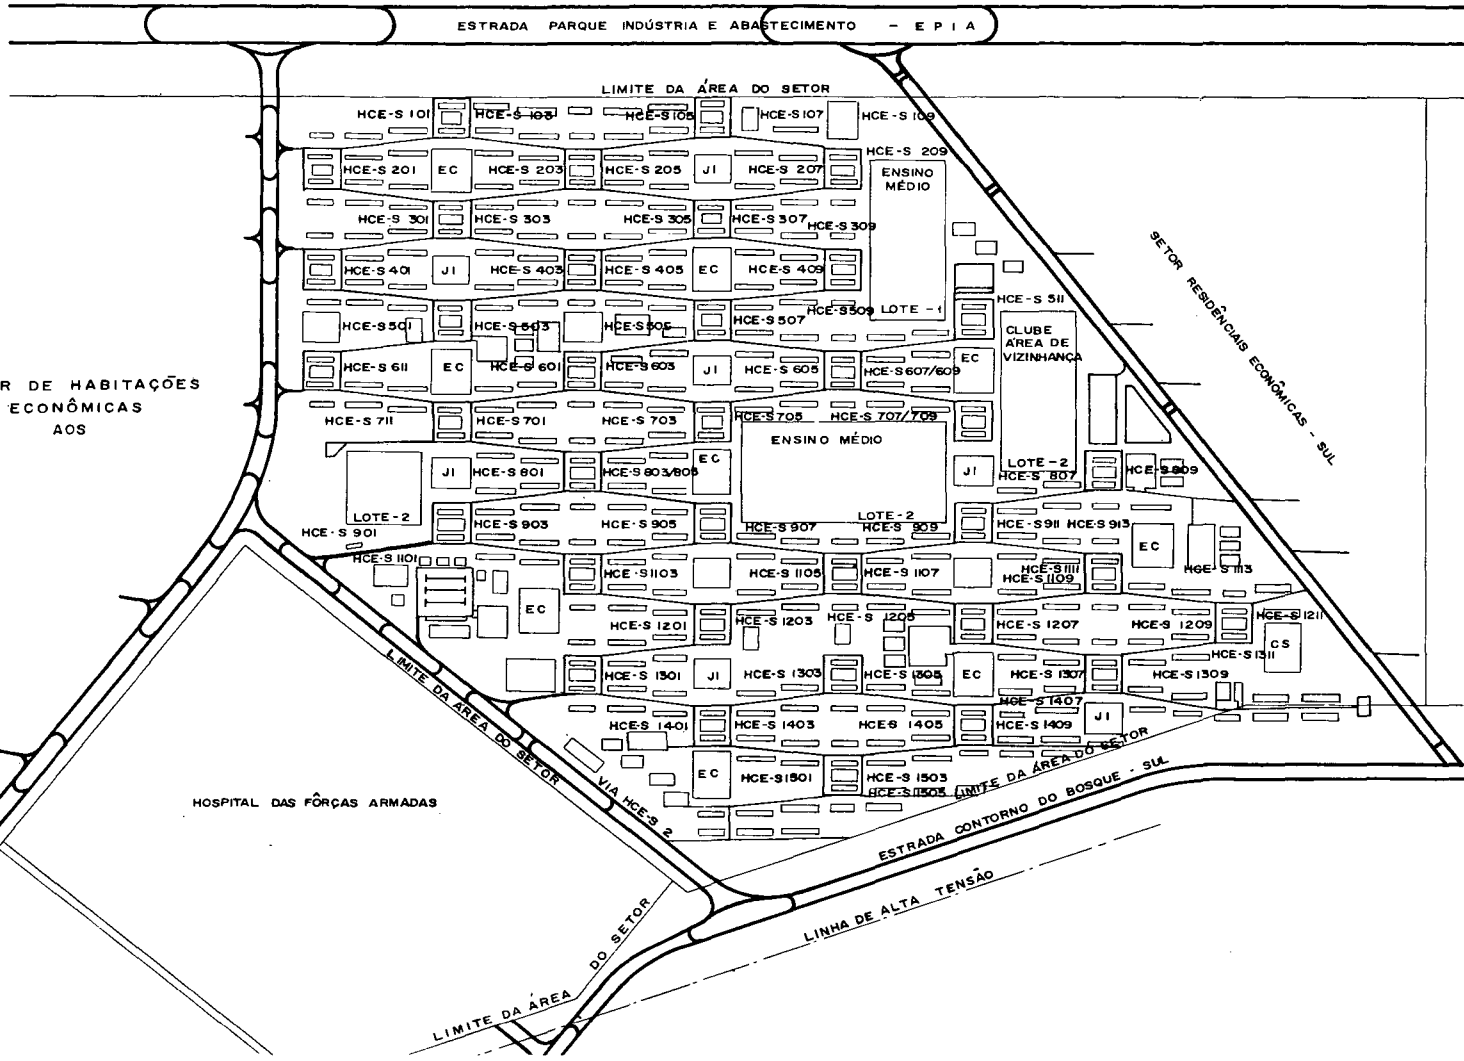 ESTRADA PARQUE INDÚSTRIA E ABASTECIMENTO - EPIA
LIMITE DA ÁREA DO SETOR
HCE-S 101
HCE-S 103
HCE-S 105
HCE-S 107
HCE-S 109
HCE-S 209
HCE-S 201
EC
HCE-S 203
HCE-S 205
JI
HCE-S 207
ENSINO
MÉDIO
HCE-S 301
HCE-S 303
HCE-S 305
HCE-S 307
HCE-S 309
HCE-S 401
JI
HCE-S 403
HCE-S 405
EC
HCE-S 409
HCE-S 501
HCE-S 503
HCE-S 505
HCE-S 507
HCE-S 509
LOTE-1
HCE-S 511
CLUBE
ÁREA DE
VIZINHANÇA
SETOR RESIDÊNCIAIS ECONÔMICAS - SUL
HCE-S 611
EC
HCE-S 601
HCE-S 603
JI
HCE-S 605
HCE-S 607/609
EC
R DE HABITAÇÕES
ECONÔMICAS
AOS
HCE-S 711
HCE-S 701
HCE-S 703
HCE-S 705
HCE-S 707/709
ENSINO MÉDIO
JI
HCE-S 801
HCE-S 803/805
EC
JI
LOTE-2
HCE-S 807
HCE-S 809
LOTE-2
LOTE-2
HCE-S 901
HCE-S 903
HCE-S 905
HCE-S 907
HCE-S 909
HCE-S 911
HCE-S 913
EC
HCE-S 1101
HCE-S 1103
HCE-S 1105
HCE-S 1107
HCE-S 1111
HCE-S 1109
HCE-S 1113
EC
HCE-S 1201
HCE-S 1203
HCE-S 1205
HCE-S 1207
HCE-S 1209
HCE-S 1211
CS
HCE-S 1311
HCE-S 1301
JI
HCE-S 1303
HCE-S 1305
EC
HCE-S 1307
HCE-S 1309
HCE-S 1401
HCE-S 1403
HCE-S 1405
HCE-S 1407
HCE-S 1409
JI
EC
HCE-S 1501
HCE-S 1503
HCE-S 1505
LIMITE DA ÁREA DO SETOR
LIMITE DA ÁREA DO SETOR
VIA HCE-S 2
HOSPITAL DAS FÔRÇAS ARMADAS
ESTRADA CONTORNO DO BOSQUE - SUL
LINHA DE ALTA TENSÃO
LIMITE DA ÁREA DO SETOR